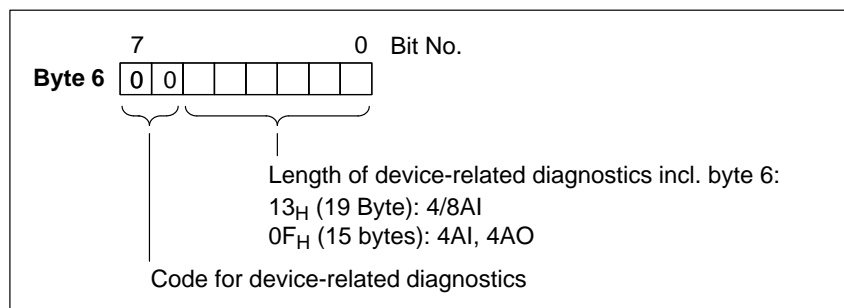 7 0 Bit No.
Byte 6 0 0
Length of device-related diagnostics incl. byte 6:
13H (19 Byte): 4/8AI
0FH (15 bytes): 4AI, 4AO
Code for device-related diagnostics